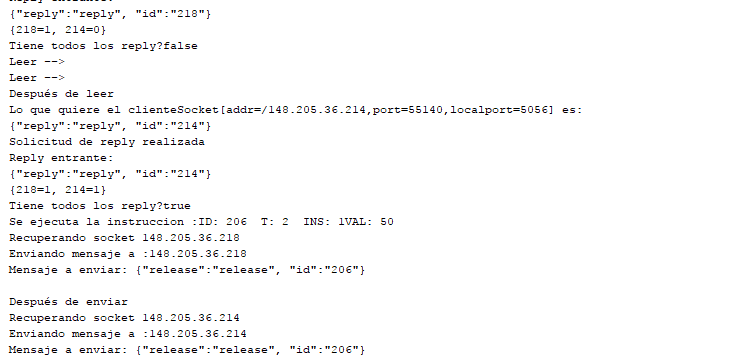 {"reply":"reply", "id":"218"}
{218=1, 214=0}
Tiene todos los reply?false
Leer -->
Leer -->
Después de leer
Lo que quiere el clienteSocket[addr=/148.205.36.214,port=55140,localport=5056] es:
{"reply":"reply", "id":"214"}
Solicitud de reply realizada
Reply entrante:
{"reply":"reply", "id":"214"}
{218=1, 214=1}
Tiene todos los reply?true
Se ejecuta la instruccion :ID: 206  T: 2  INS: 1VAL: 50
Recuperando socket 148.205.36.218
Enviando mensaje a :148.205.36.218
Mensaje a enviar: {"release":"release", "id":"206"}

Después de enviar
Recuperando socket 148.205.36.214
Enviando mensaje a :148.205.36.214
Mensaje a enviar: {"release":"release", "id":"206"}